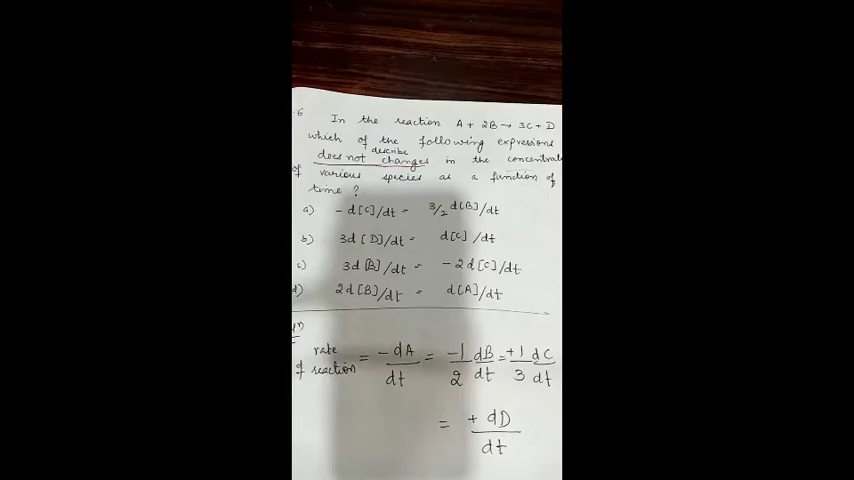 6 In the reaction A + 2B → 3C + D
which of the following expressions
does not describe changes in the concentrat
of various species as a function of
time ?
a) - d[C]/dt = 3/2 d[B]/dt
b) 3d[D]/dt = d[C]/dt
c) 3d[B]/dt = -2d[C]/dt
d) 2d[B]/dt = d[A]/dt
rate of reaction = -dA/dt = -1/2 dB/dt = +1/3 dC/dt
= +dD/dt